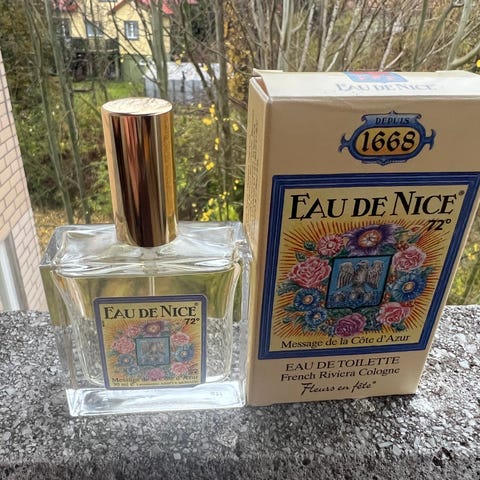 EAU DE NICE
DEPUIS
1668
EAU DE NICE®
72°
Message de la Côte d'Azur
EAU DE TOILETTE
French Riviera Cologne
Fleurs en fête®
EAU DE NICE®
72°
Message de la Côte d'Azur